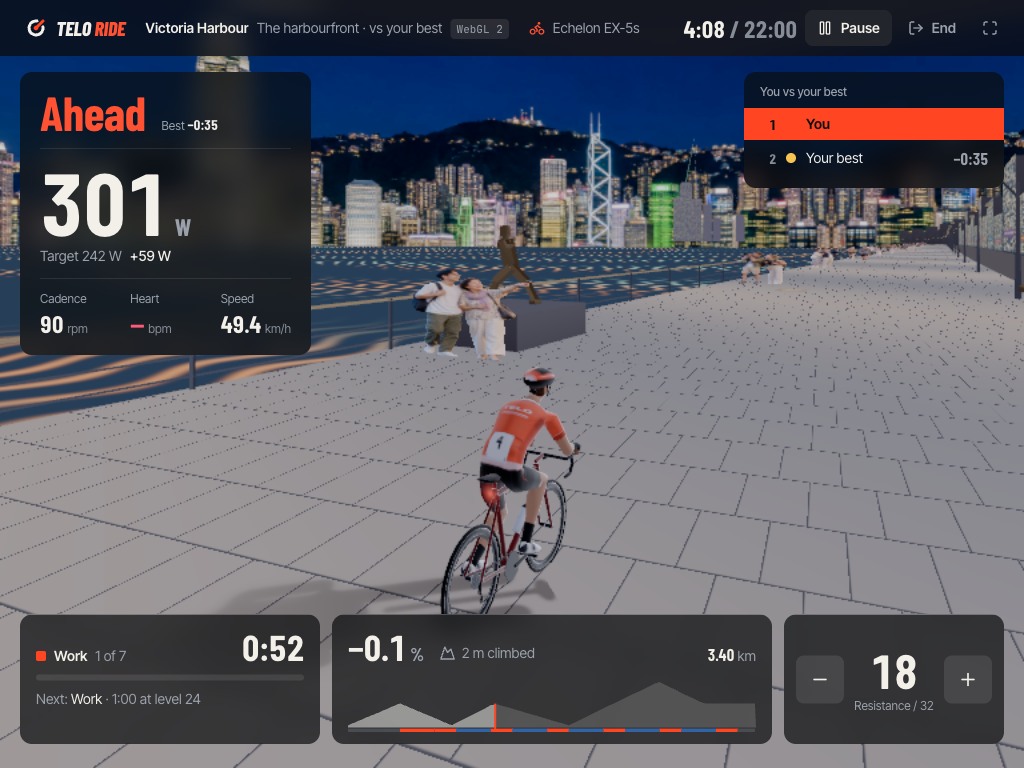 TELO RIDE
Victoria Harbour The harbourfront · vs your best WebGL 2 Echelon EX-5s 4:08 / 22:00 Pause End
Ahead Best −0:35
301 W
Target 242 W +59 W
Cadence Heart Speed
90 rpm – bpm 49.4 km/h
You vs your best
1 You
2 Your best −0:35
TELO
4
Work 1 of 7 0:52
Next: Work · 1:00 at level 24
−0.1 % 2 m climbed 3.40 km
− 18 +
Resistance / 32